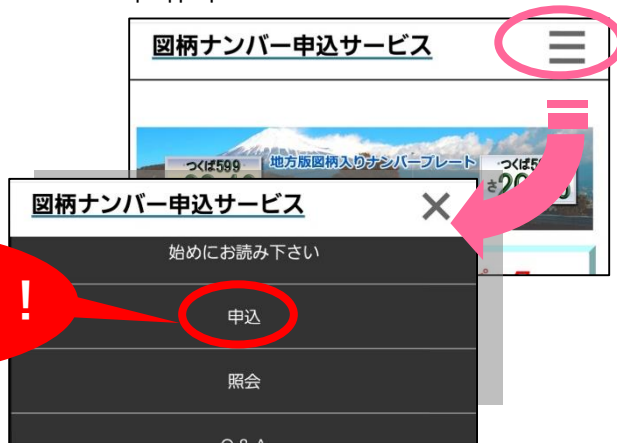 図柄ナンバー申込サービス
つくば599
地方版図柄入りナンバープレート
図柄ナンバー申込サービス
始めにお読み下さい
!
申込
照会
Q & A